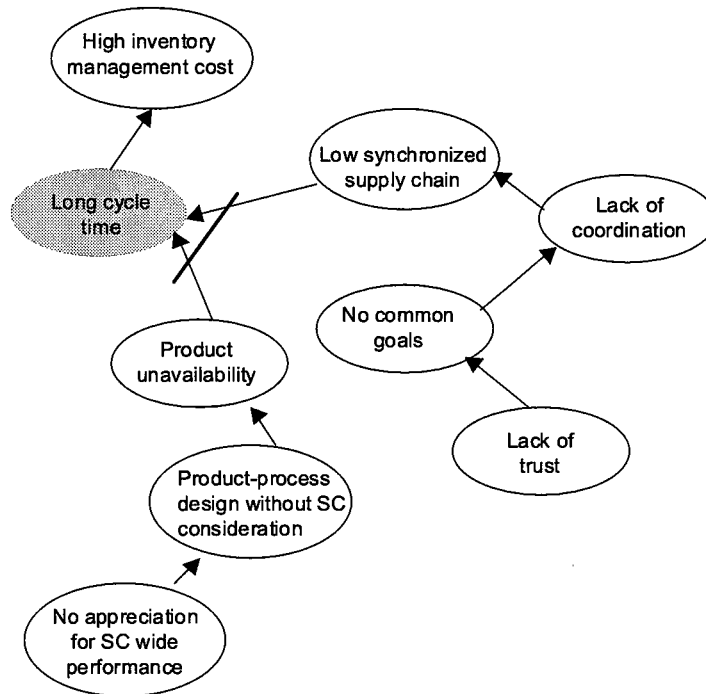 High inventory
management cost
Low synchronized
supply chain
Long cycle
time
Lack of
coordination
No common
goals
Product
unavailability
Lack of
trust
Product-process
design without SC
consideration
No appreciation
for SC wide
performance